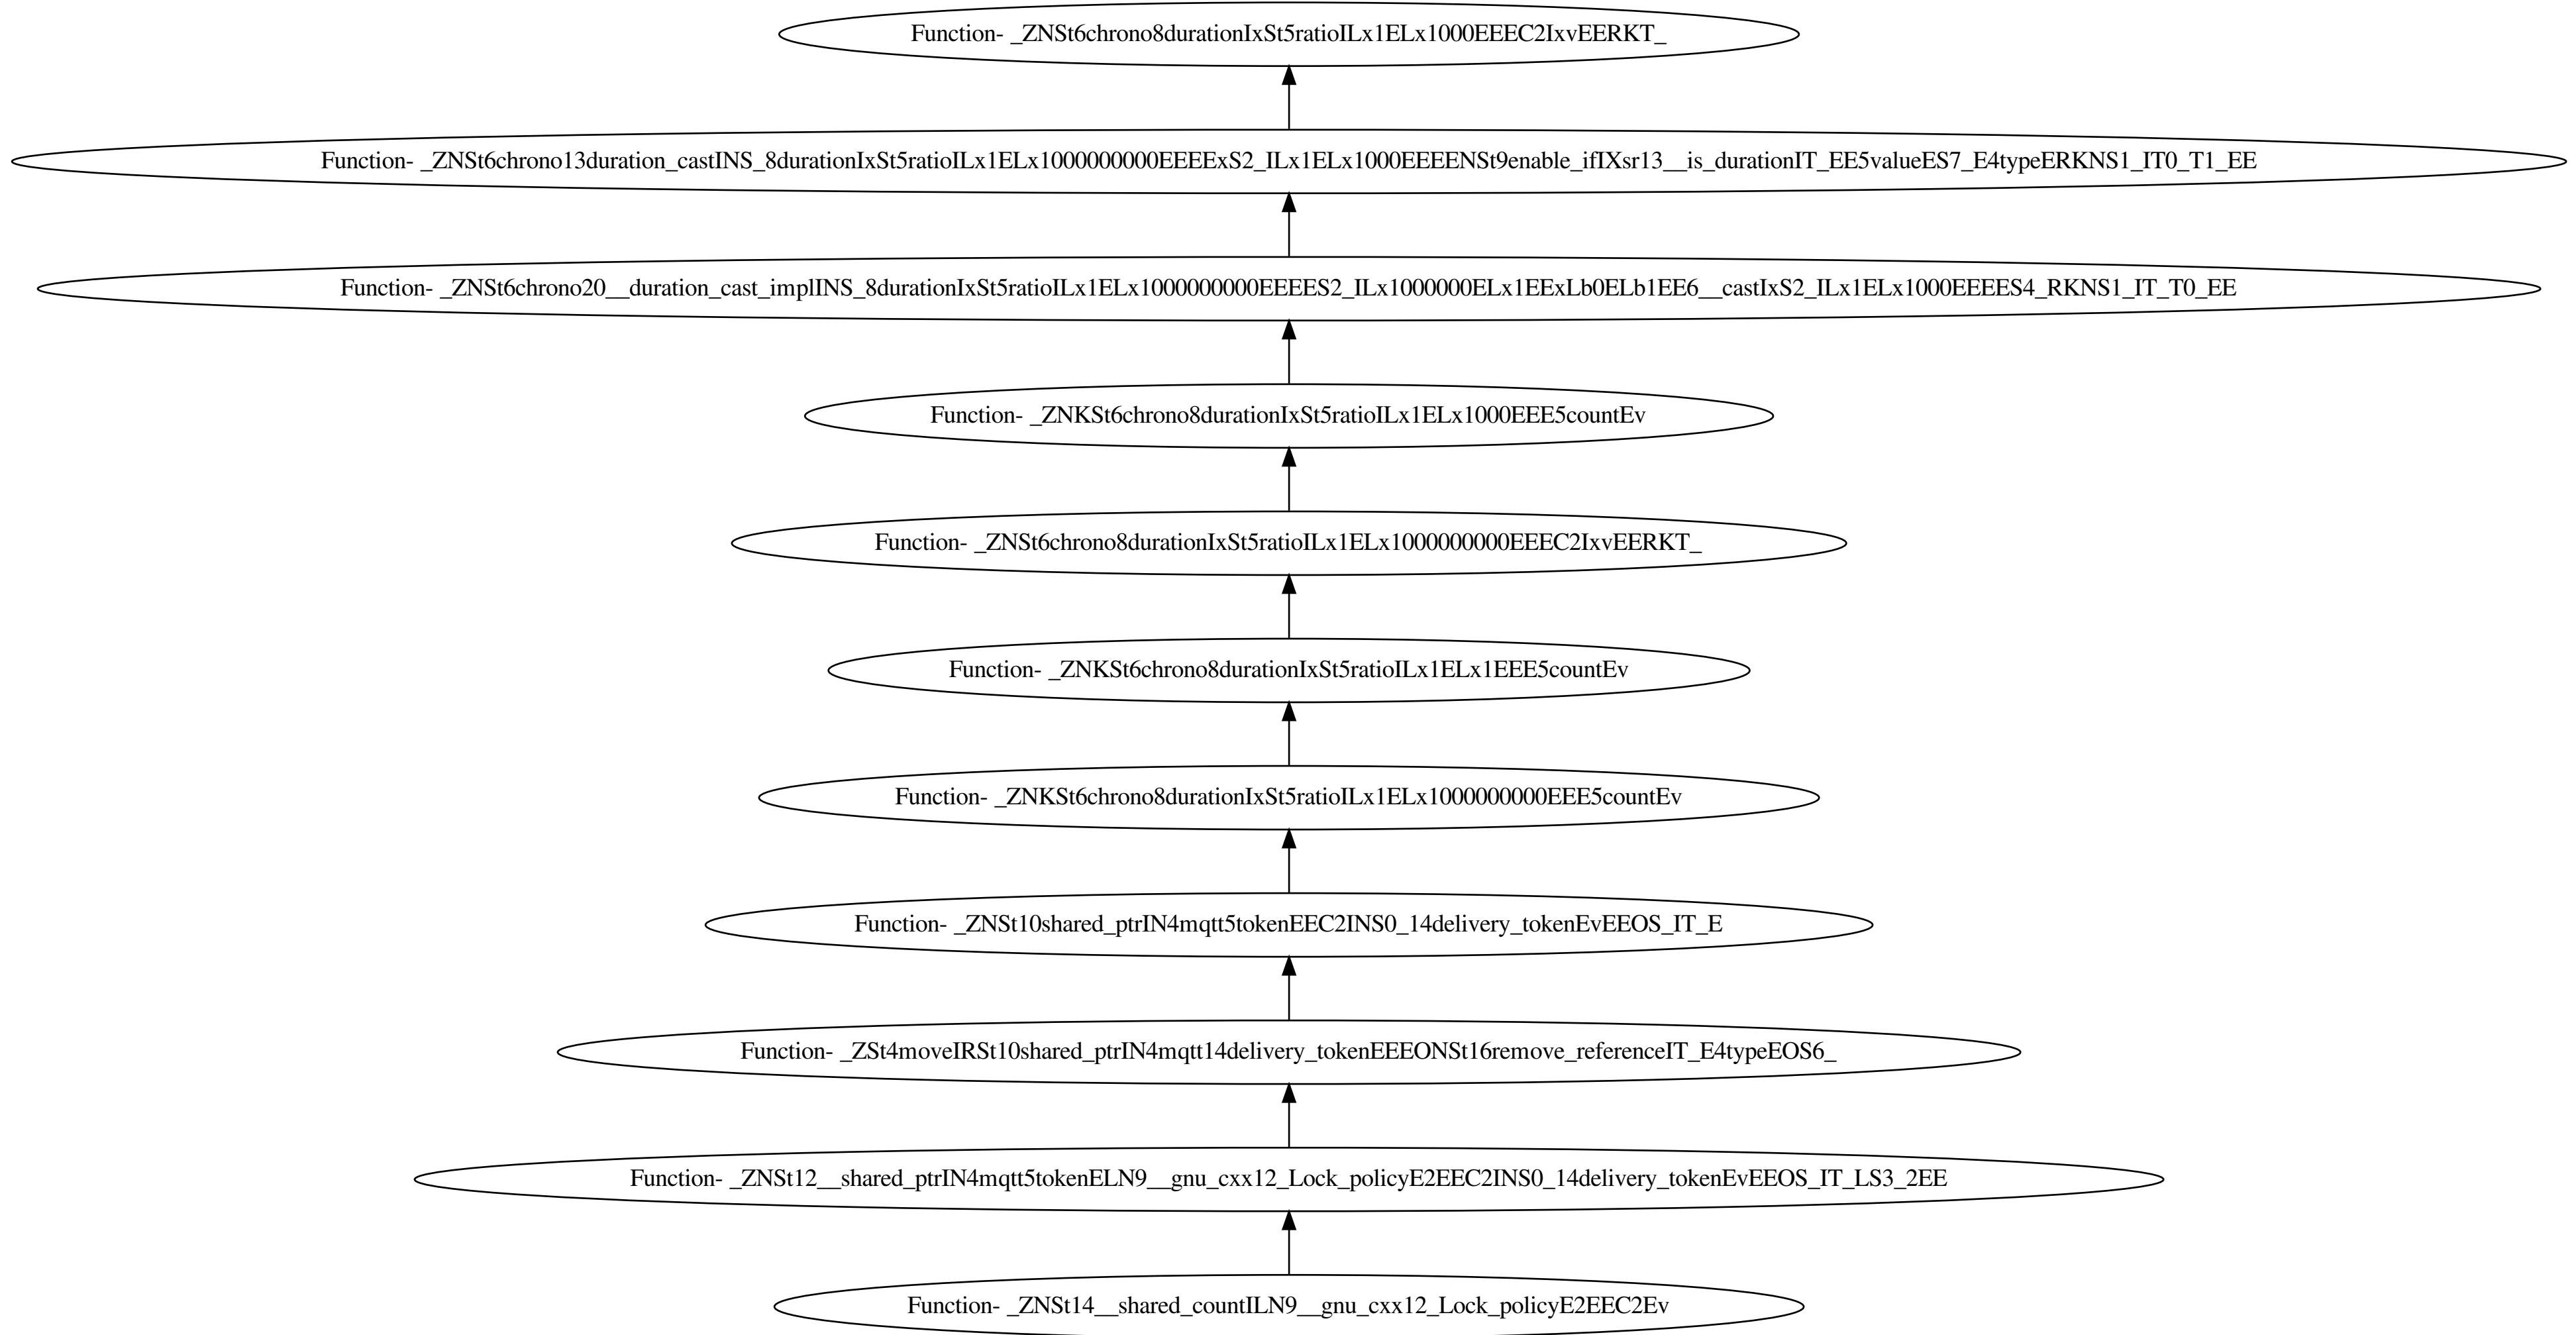 Function- _ZNSt6chrono8durationIxSt5ratioILx1ELx1000EEEC2IxvEERKT_
Function- _ZNSt6chrono13duration_castINS_8durationIxSt5ratioILx1ELx1000000000EEEExS2_ILx1ELx1000EEEENSt9enable_ifIXsr13__is_durationIT_EE5valueES7_E4typeERKNS1_IT0_T1_EE
Function- _ZNSt6chrono20__duration_cast_implINS_8durationIxSt5ratioILx1ELx1000000000EEEES2_ILx1000000ELx1EExLb0ELb1EE6__castIxS2_ILx1ELx1000EEEES4_RKNS1_IT_T0_EE
Function- _ZNKSt6chrono8durationIxSt5ratioILx1ELx1000EEE5countEv
Function- _ZNSt6chrono8durationIxSt5ratioILx1ELx1000000000EEEC2IxvEERKT_
Function- _ZNKSt6chrono8durationIxSt5ratioILx1ELx1EEE5countEv
Function- _ZNKSt6chrono8durationIxSt5ratioILx1ELx1000000000EEE5countEv
Function- _ZNSt10shared_ptrIN4mqtt5tokenEEC2INS0_14delivery_tokenEvEEOS_IT_E
Function- _ZSt4moveIRSt10shared_ptrIN4mqtt14delivery_tokenEEEONSt16remove_referenceIT_E4typeEOS6_
Function- _ZNSt12__shared_ptrIN4mqtt5tokenELN9__gnu_cxx12_Lock_policyE2EEC2INS0_14delivery_tokenEvEEOS_IT_LS3_2EE
Function- _ZNSt14__shared_countILN9__gnu_cxx12_Lock_policyE2EEC2Ev